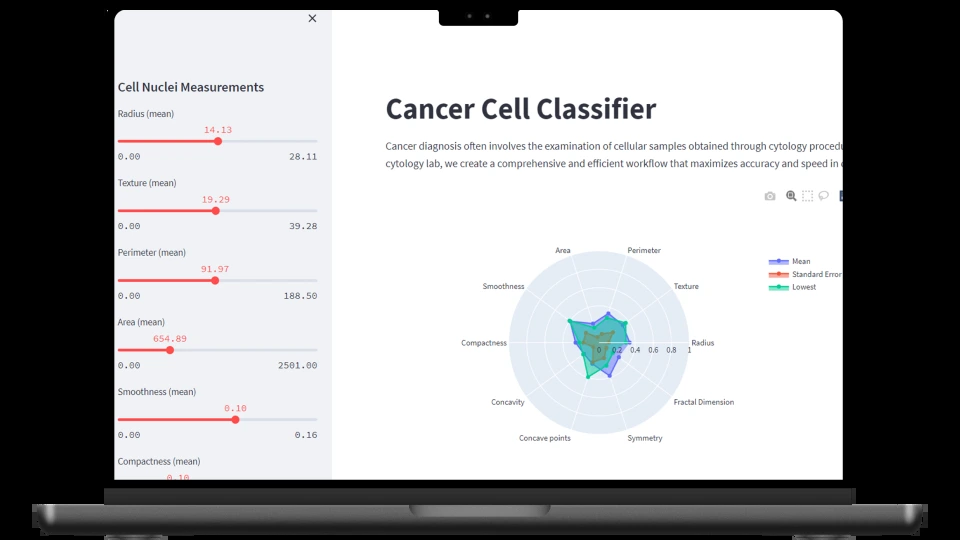 Cell Nuclei Measurements
Radius (mean)
14.13
0.00 28.11
Texture (mean)
19.29
0.00 39.28
Perimeter (mean)
91.97
0.00 188.50
Area (mean)
654.89
0.00 2501.00
Smoothness (mean)
0.10
0.00 0.16
Compactness (mean)
0.10
Cancer Cell Classifier
Cancer diagnosis often involves the examination of cellular samples obtained through cytology
cytology lab, we create a comprehensive and efficient workflow that maximizes accuracy and speed in
Mean
Standard Error
Lowest
Area Perimeter
Smoothness Texture
Compactness Radius
0 0.2 0.4 0.6 0.8 1
Concavity Fractal Dimension
Concave points Symmetry